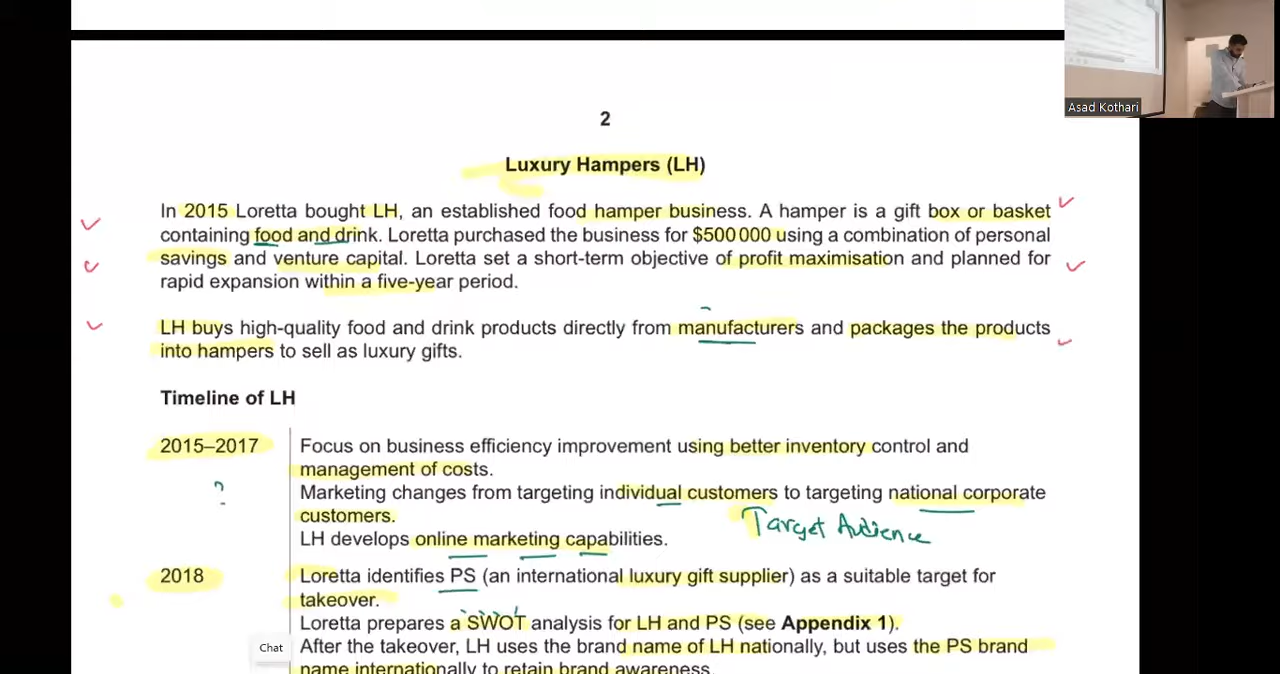 Asad Kothari
2
Luxury Hampers (LH)
In 2015 Loretta bought LH, an established food hamper business. A hamper is a gift box or basket
containing food and drink. Loretta purchased the business for $500 000 using a combination of personal
savings and venture capital. Loretta set a short-term objective of profit maximisation and planned for
rapid expansion within a five-year period.
LH buys high-quality food and drink products directly from manufacturers and packages the products
into hampers to sell as luxury gifts.
Timeline of LH
2015–2017
Focus on business efficiency improvement using better inventory control and
management of costs.
?
Marketing changes from targeting individual customers to targeting national corporate
customers.
Target Audience
LH develops online marketing capabilities.
2018
Loretta identifies PS (an international luxury gift supplier) as a suitable target for
takeover.
Loretta prepares a SWOT analysis for LH and PS (see Appendix 1).
After the takeover, LH uses the brand name of LH nationally, but uses the PS brand
name internationally to retain brand awareness.
Chat